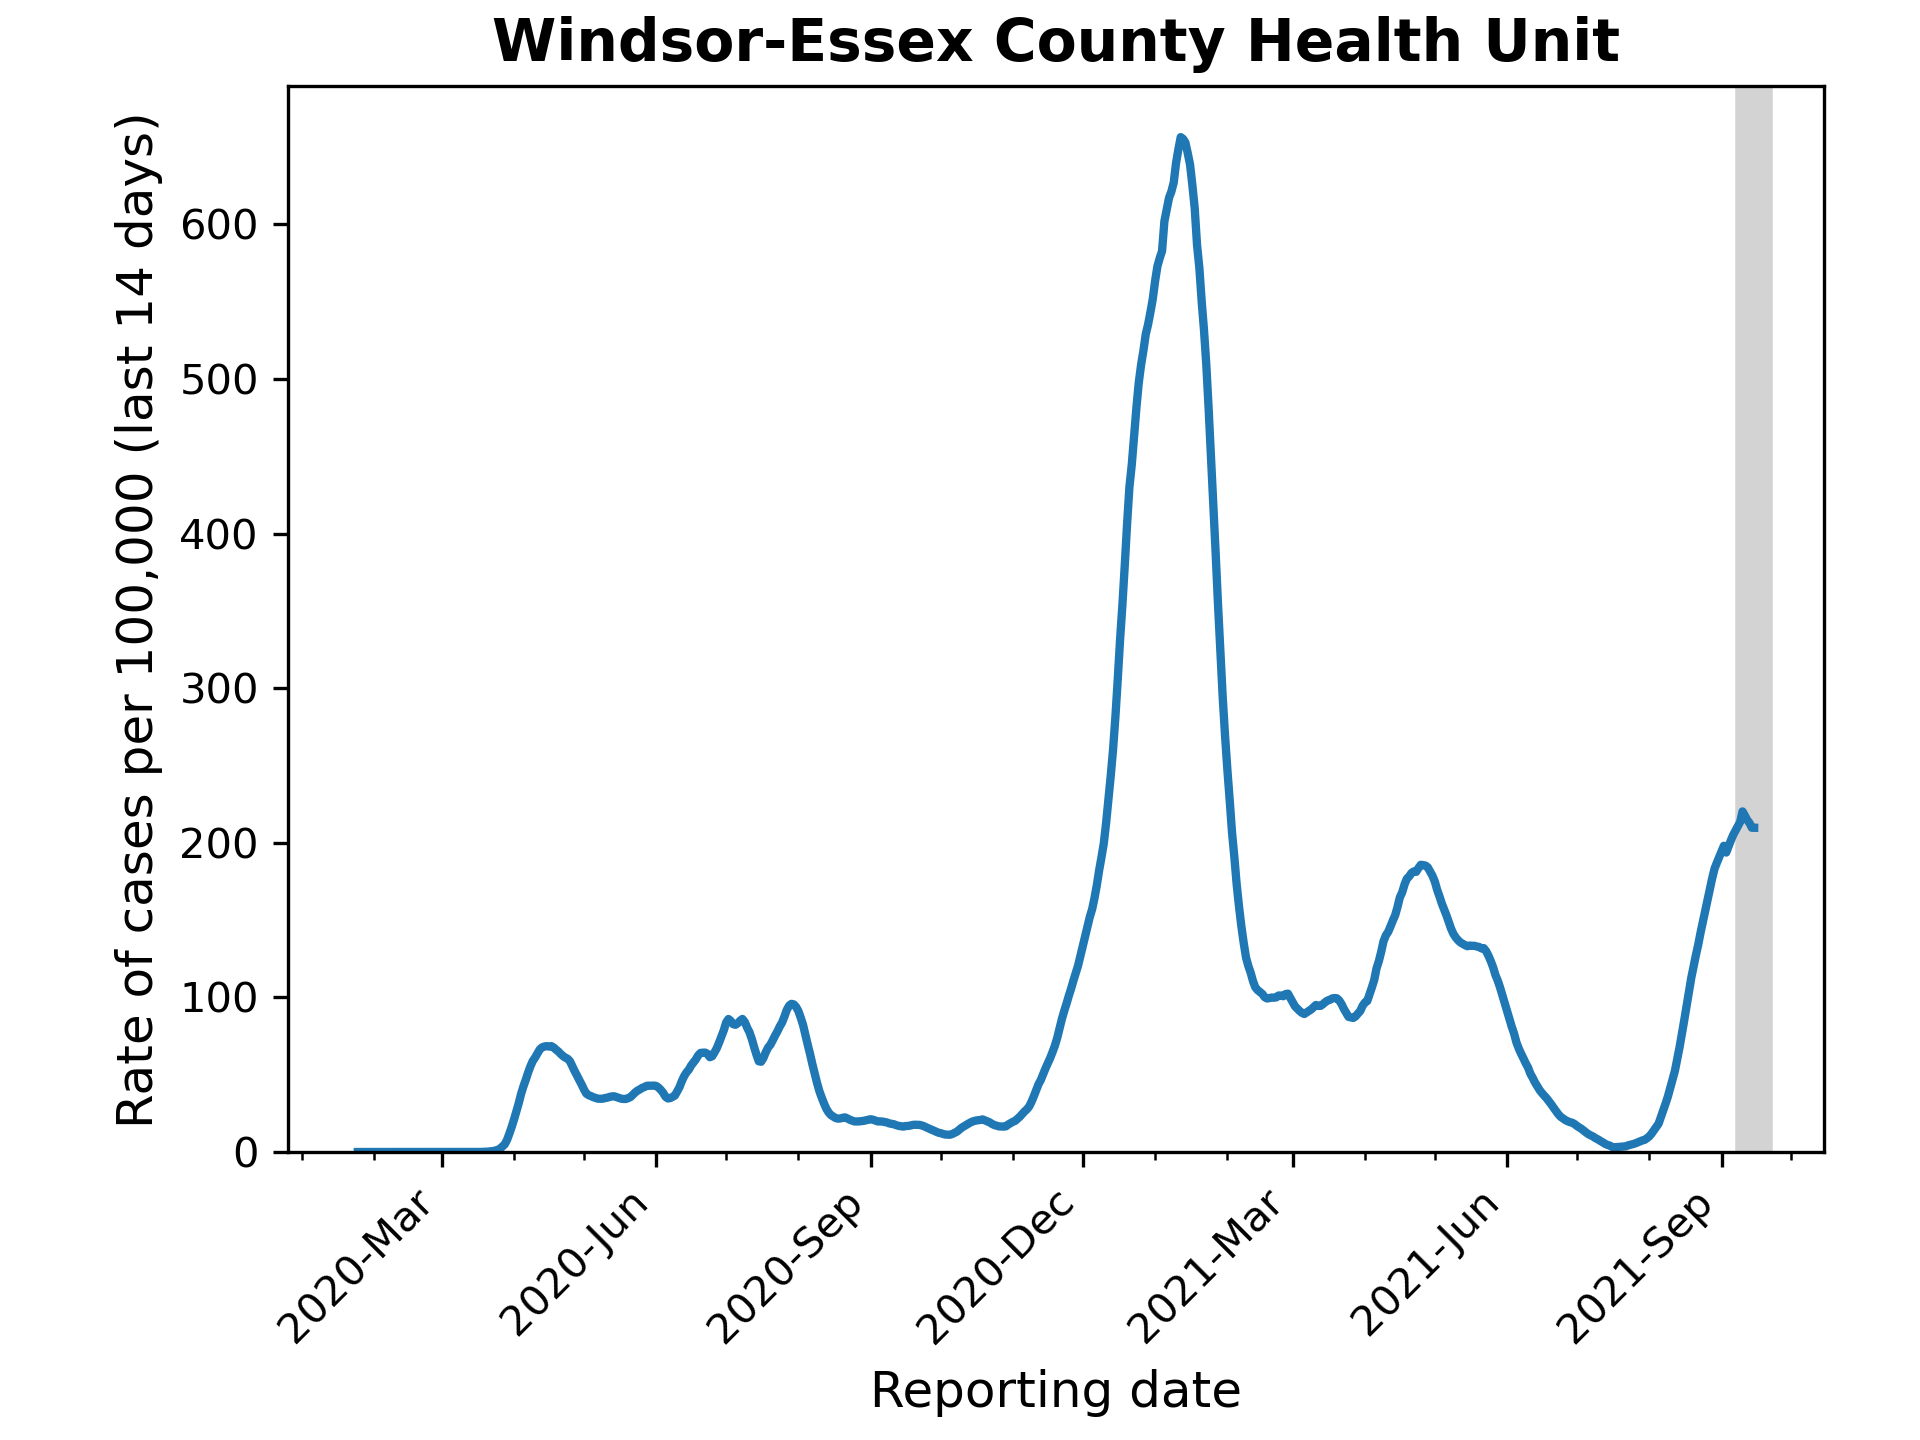 Windsor-Essex County Health Unit
Rate of cases per 100,000 (last 14 days)
600
500
400
300
200
100
0
2020-Mar
2020-Jun
2020-Sep
2020-Dec
2021-Mar
2021-Jun
2021-Sep
Reporting date